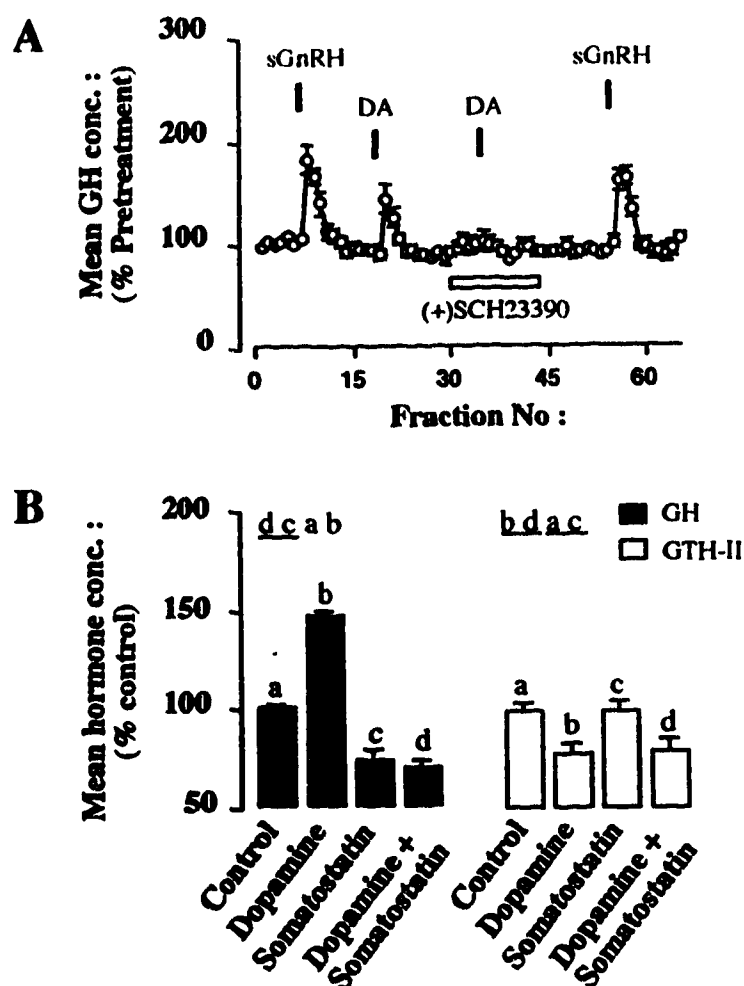 A
300
200
100
0
Mean GH conc. :
(% Pretreatment)
sGnRH
DA
DA
sGnRH
(+)SCH23390
0 15 30 45 60
Fraction No :
B
200
150
100
50
Mean hormone conc. :
(% control)
d c a b
b d a c
GH
GTH-II
a
b
c
d
a
b
c
d
Control
Dopamine
Somatostatin
Dopamine +
Somatostatin
Control
Dopamine
Somatostatin
Dopamine +
Somatostatin